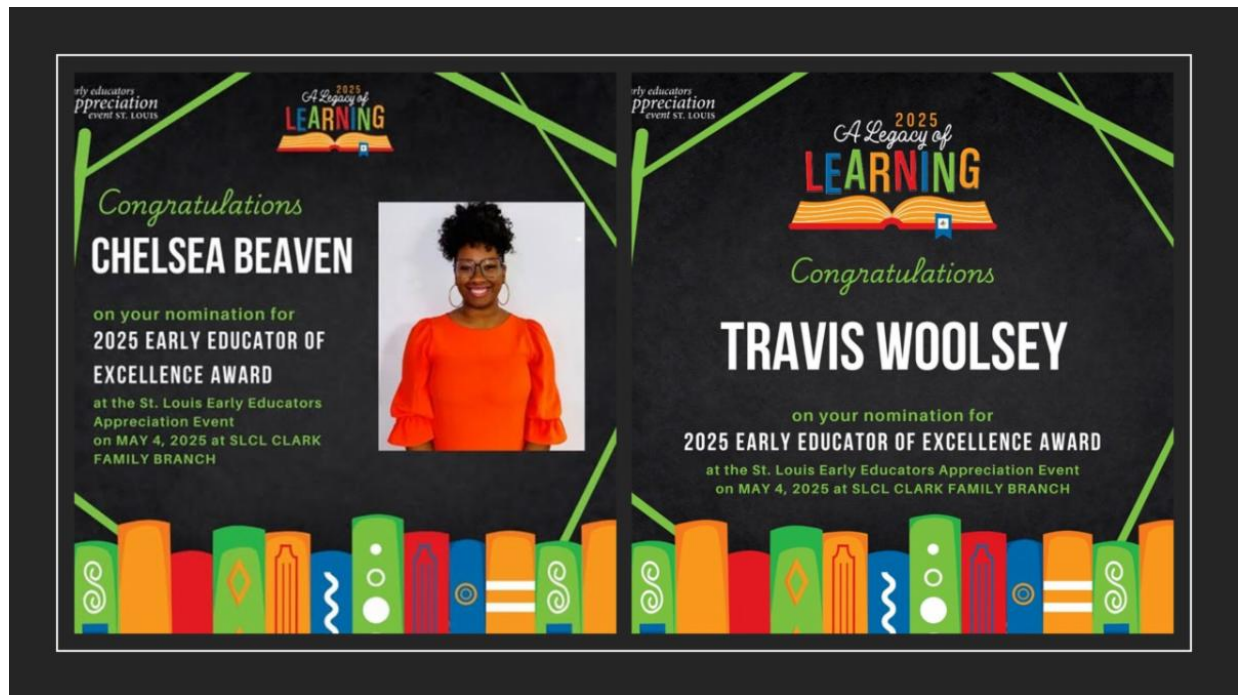 rly educators
ppreciation
event ST. LOUIS
2025
A Legacy of
LEARNING
Congratulations
CHELSEA BEAVEN
on your nomination for
2025 EARLY EDUCATOR OF
EXCELLENCE AWARD
at the St. Louis Early Educators
Appreciation Event
on MAY 4, 2025 at SLCL CLARK
FAMILY BRANCH
rly educators
ppreciation
event ST. LOUIS
2025
A Legacy of
LEARNING
Congratulations
TRAVIS WOOLSEY
on your nomination for
2025 EARLY EDUCATOR OF EXCELLENCE AWARD
at the St. Louis Early Educators Appreciation Event
on MAY 4, 2025 at SLCL CLARK FAMILY BRANCH